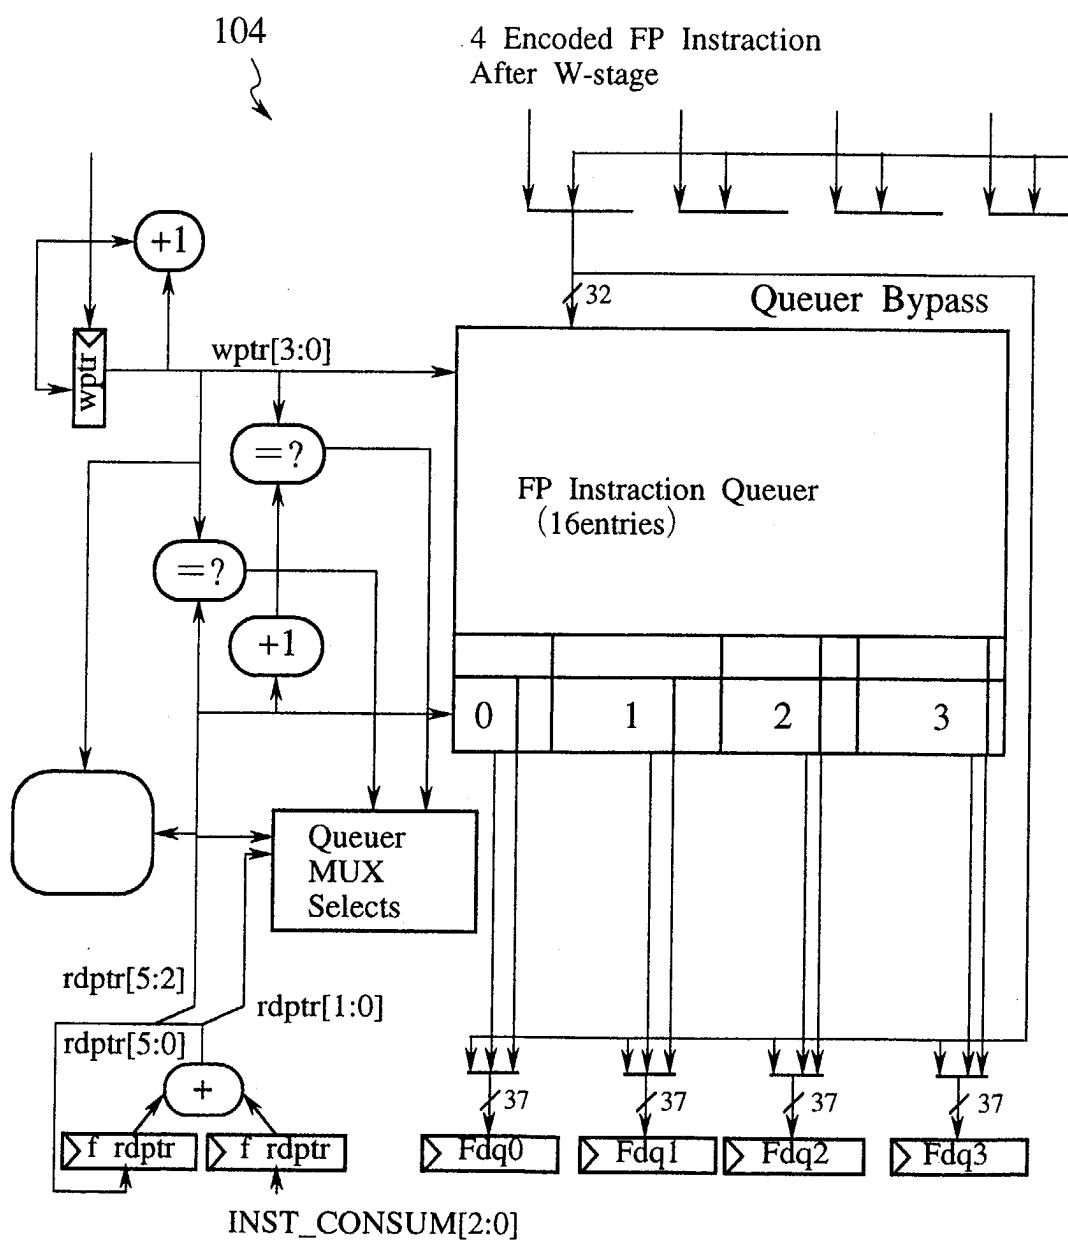 104
4 Encoded FP Instraction
After W-stage
+1
32
Queuer Bypass
wptr
wptr[3:0]
=?
FP Instraction Queuer
(16entries)
=?
+1
0
1
2
3
Queuer
MUX
Selects
rdptr[5:2]
rdptr[1:0]
rdptr[5:0]
+
37
37
37
37
f rdptr
f rdptr
Fdq0
Fdq1
Fdq2
Fdq3
INST_CONSUM[2:0]